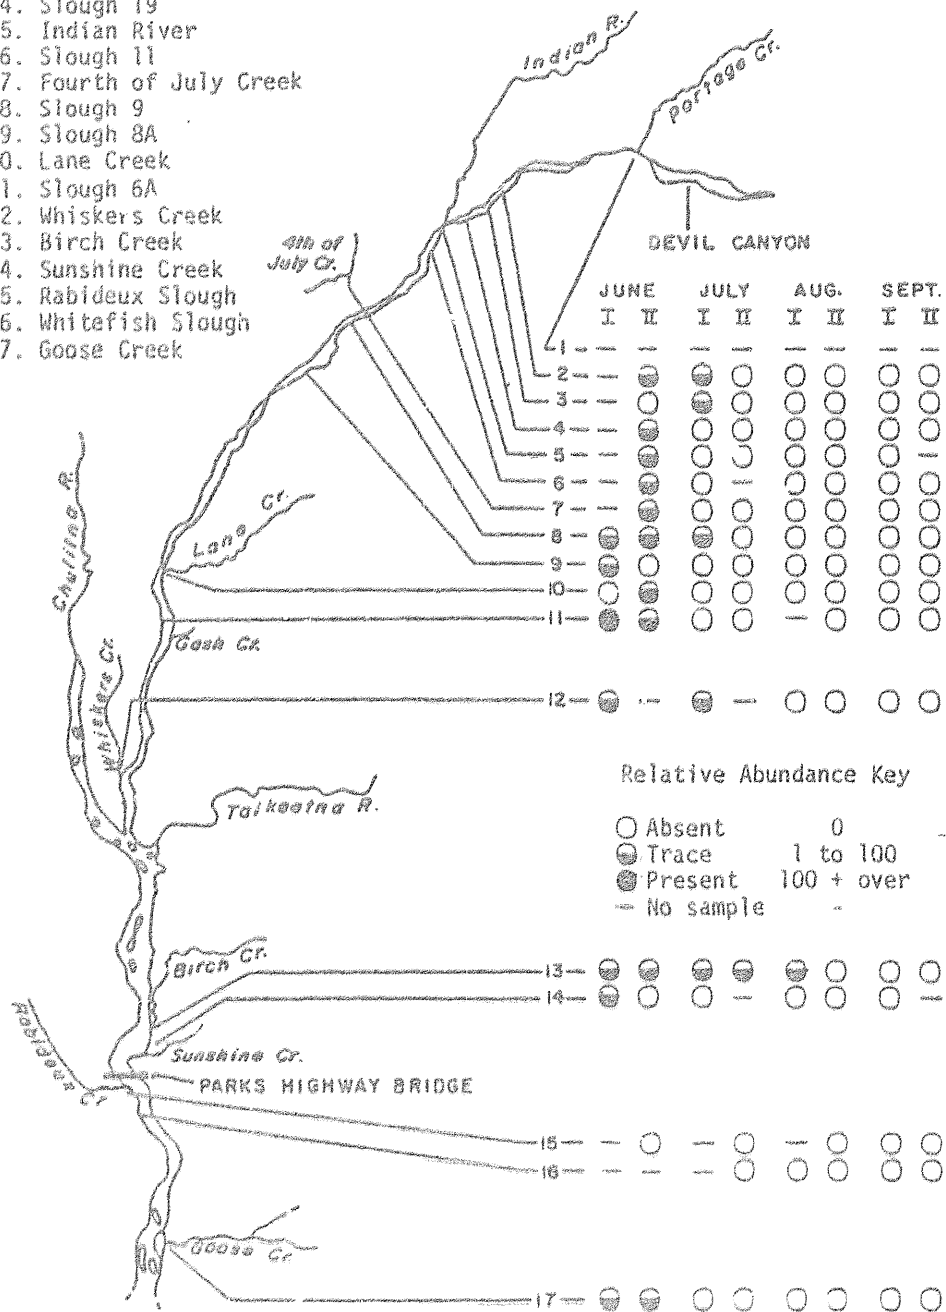 4. Slough 19
5. Indian River
6. Slough 11
7. Fourth of July Creek
8. Slough 9
9. Slough 8A
0. Lane Creek
1. Slough 6A
2. Whiskers Creek
3. Birch Creek
4. Sunshine Creek
5. Rabideux Slough
6. Whitefish Slough
7. Goose Creek
Indian R.
Portage Cr.
DEVIL CANYON
4th of
July Cr.
JUNE JULY AUG. SEPT.
I II I II I II I II
1 — — — — — — — —
2 —
3 —
4 —
5 — —
6 — —
7 —
8
9
10
11 —
12 — —
Chulitna R.
Lane Cr.
Gash Cr.
Whiskers Cr.
Talkeetna R.
Relative Abundance Key
Absent 0
Trace 1 to 100
Present 100 + over
— No sample -
Birch Cr.
13
14 — —
Rabideux Cr.
Sunshine Cr.
PARKS HIGHWAY BRIDGE
15 — — —
16 — — —
Goose Cr.
17